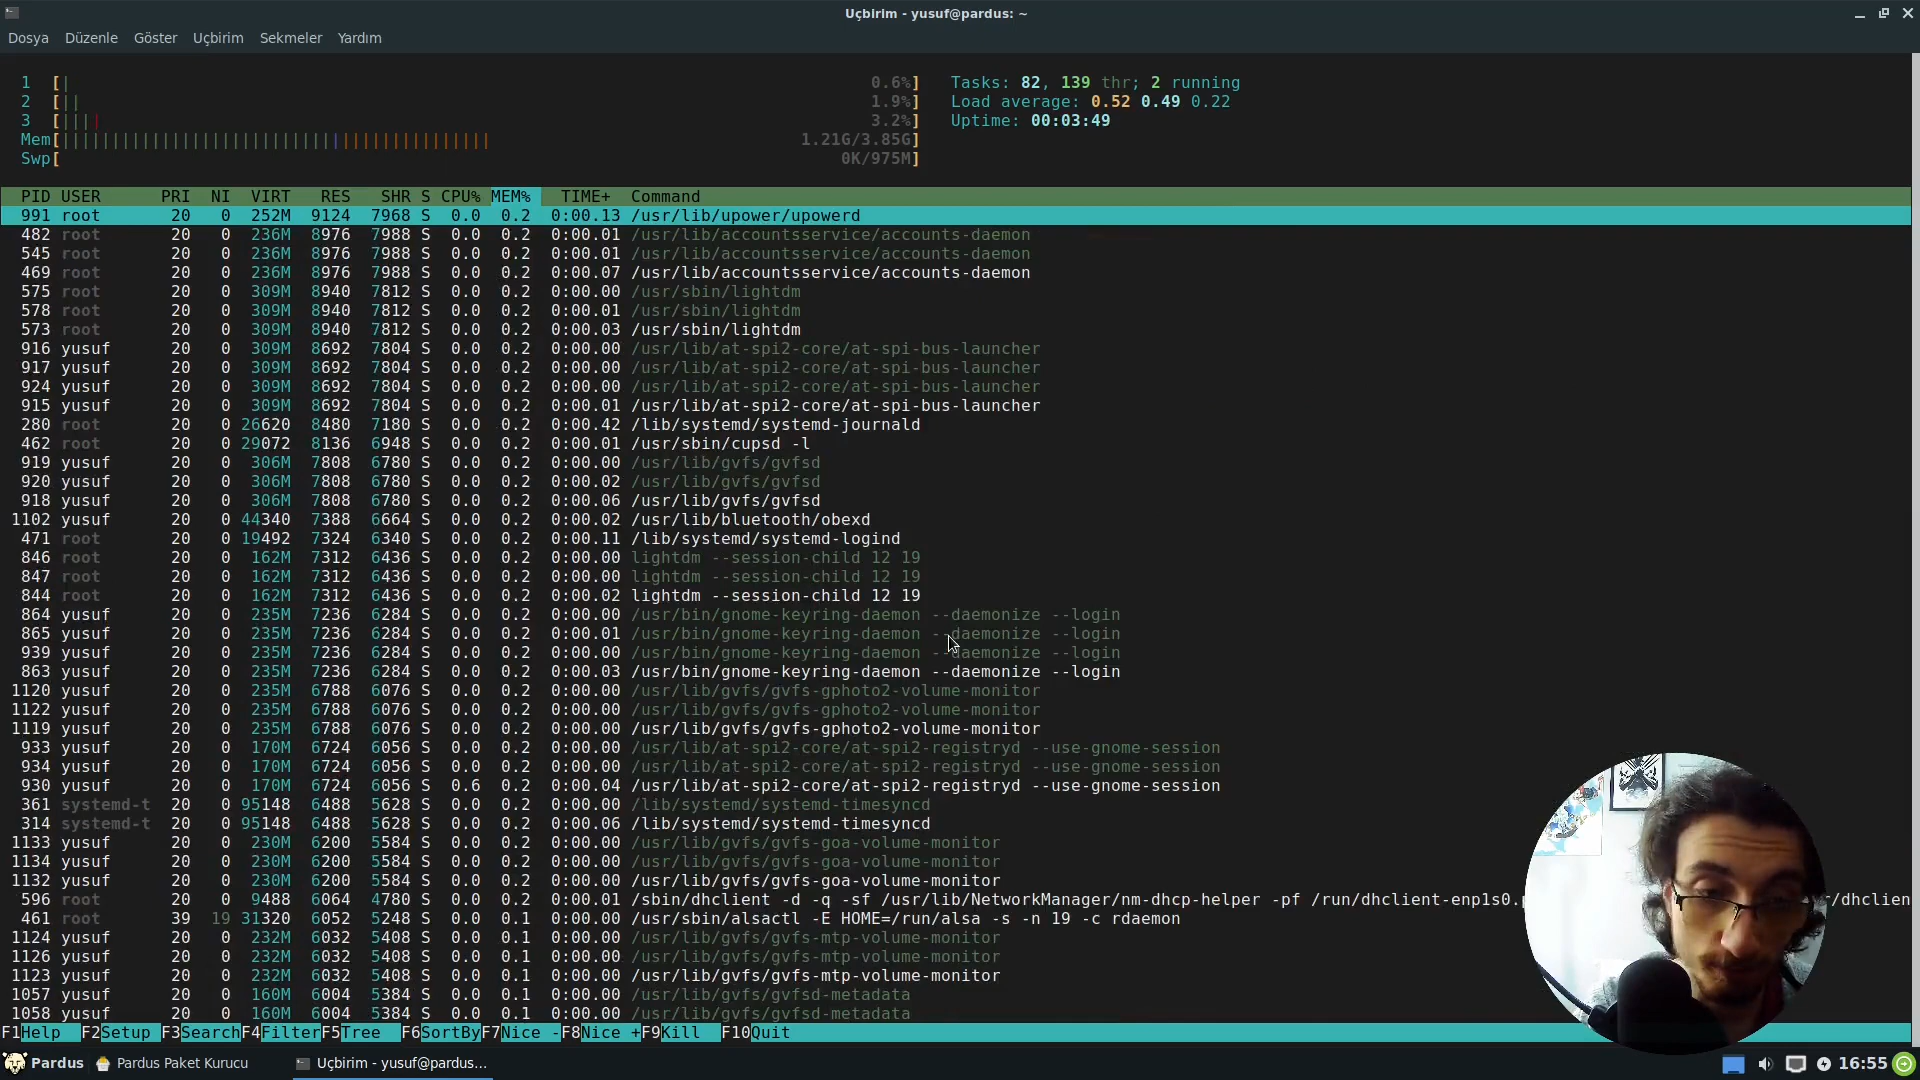 Uçbirim - yusuf@pardus: ~
Dosya Düzenle Göster Uçbirim Sekmeler Yardım
1 [| 0.6%] Tasks: 82, 139 thr; 2 running
2 [|| 1.9%] Load average: 0.52 0.49 0.22
3 [|||| 3.2%] Uptime: 00:03:49
Mem[||||||||||||||||||||||||||||||||||||||||||| 1.21G/3.85G]
Swp[ 0K/975M]
PID USER PRI NI VIRT RES SHR S CPU% MEM% TIME+ Command
991 root 20 0 252M 9124 7968 S 0.0 0.2 0:00.13 /usr/lib/upower/upowerd
482 root 20 0 236M 8976 7988 S 0.0 0.2 0:00.01 /usr/lib/accountsservice/accounts-daemon
545 root 20 0 236M 8976 7988 S 0.0 0.2 0:00.01 /usr/lib/accountsservice/accounts-daemon
469 root 20 0 236M 8976 7988 S 0.0 0.2 0:00.07 /usr/lib/accountsservice/accounts-daemon
575 root 20 0 309M 8940 7812 S 0.0 0.2 0:00.00 /usr/sbin/lightdm
578 root 20 0 309M 8940 7812 S 0.0 0.2 0:00.01 /usr/sbin/lightdm
573 root 20 0 309M 8940 7812 S 0.0 0.2 0:00.03 /usr/sbin/lightdm
916 yusuf 20 0 309M 8692 7804 S 0.0 0.2 0:00.00 /usr/lib/at-spi2-core/at-spi-bus-launcher
917 yusuf 20 0 309M 8692 7804 S 0.0 0.2 0:00.00 /usr/lib/at-spi2-core/at-spi-bus-launcher
924 yusuf 20 0 309M 8692 7804 S 0.0 0.2 0:00.00 /usr/lib/at-spi2-core/at-spi-bus-launcher
915 yusuf 20 0 309M 8692 7804 S 0.0 0.2 0:00.01 /usr/lib/at-spi2-core/at-spi-bus-launcher
280 root 20 0 26620 8480 7180 S 0.0 0.2 0:00.42 /lib/systemd/systemd-journald
462 root 20 0 29072 8136 6948 S 0.0 0.2 0:00.01 /usr/sbin/cupsd -l
919 yusuf 20 0 306M 7808 6780 S 0.0 0.2 0:00.00 /usr/lib/gvfs/gvfsd
920 yusuf 20 0 306M 7808 6780 S 0.0 0.2 0:00.02 /usr/lib/gvfs/gvfsd
918 yusuf 20 0 306M 7808 6780 S 0.0 0.2 0:00.06 /usr/lib/gvfs/gvfsd
1102 yusuf 20 0 44340 7388 6664 S 0.0 0.2 0:00.02 /usr/lib/bluetooth/obexd
471 root 20 0 19492 7324 6340 S 0.0 0.2 0:00.11 /lib/systemd/systemd-logind
846 root 20 0 162M 7312 6436 S 0.0 0.2 0:00.00 lightdm --session-child 12 19
847 root 20 0 162M 7312 6436 S 0.0 0.2 0:00.00 lightdm --session-child 12 19
844 root 20 0 162M 7312 6436 S 0.0 0.2 0:00.02 lightdm --session-child 12 19
864 yusuf 20 0 235M 7236 6284 S 0.0 0.2 0:00.00 /usr/bin/gnome-keyring-daemon --daemonize --login
865 yusuf 20 0 235M 7236 6284 S 0.0 0.2 0:00.01 /usr/bin/gnome-keyring-daemon --daemonize --login
939 yusuf 20 0 235M 7236 6284 S 0.0 0.2 0:00.00 /usr/bin/gnome-keyring-daemon --daemonize --login
863 yusuf 20 0 235M 7236 6284 S 0.0 0.2 0:00.03 /usr/bin/gnome-keyring-daemon --daemonize --login
1120 yusuf 20 0 235M 6788 6076 S 0.0 0.2 0:00.00 /usr/lib/gvfs/gvfs-gphoto2-volume-monitor
1122 yusuf 20 0 235M 6788 6076 S 0.0 0.2 0:00.00 /usr/lib/gvfs/gvfs-gphoto2-volume-monitor
1119 yusuf 20 0 235M 6788 6076 S 0.0 0.2 0:00.00 /usr/lib/gvfs/gvfs-gphoto2-volume-monitor
933 yusuf 20 0 170M 6724 6056 S 0.0 0.2 0:00.00 /usr/lib/at-spi2-core/at-spi2-registryd --use-gnome-session
934 yusuf 20 0 170M 6724 6056 S 0.0 0.2 0:00.00 /usr/lib/at-spi2-core/at-spi2-registryd --use-gnome-session
930 yusuf 20 0 170M 6724 6056 S 0.6 0.2 0:00.04 /usr/lib/at-spi2-core/at-spi2-registryd --use-gnome-session
361 systemd-t 20 0 95148 6488 5628 S 0.0 0.2 0:00.00 /lib/systemd/systemd-timesyncd
314 systemd-t 20 0 95148 6488 5628 S 0.0 0.2 0:00.06 /lib/systemd/systemd-timesyncd
1133 yusuf 20 0 230M 6200 5584 S 0.0 0.2 0:00.00 /usr/lib/gvfs/gvfs-goa-volume-monitor
1134 yusuf 20 0 230M 6200 5584 S 0.0 0.2 0:00.00 /usr/lib/gvfs/gvfs-goa-volume-monitor
1132 yusuf 20 0 230M 6200 5584 S 0.0 0.2 0:00.00 /usr/lib/gvfs/gvfs-goa-volume-monitor
596 root 20 0 9488 6064 4780 S 0.0 0.2 0:00.01 /sbin/dhclient -d -q -sf /usr/lib/NetworkManager/nm-dhcp-helper -pf /run/dhclient-enp1s0. r/dhclien
461 root 39 19 31320 6052 5248 S 0.0 0.1 0:00.01 /usr/sbin/alsactl -E HOME=/run/alsa -s -n 19 -c rdaemon
1124 yusuf 20 0 232M 6032 5408 S 0.0 0.1 0:00.00 /usr/lib/gvfs/gvfs-mtp-volume-monitor
1126 yusuf 20 0 232M 6032 5408 S 0.0 0.1 0:00.00 /usr/lib/gvfs/gvfs-mtp-volume-monitor
1123 yusuf 20 0 232M 6032 5408 S 0.0 0.1 0:00.00 /usr/lib/gvfs/gvfs-mtp-volume-monitor
1057 yusuf 20 0 160M 6004 5384 S 0.0 0.1 0:00.00 /usr/lib/gvfs/gvfsd-metadata
1058 yusuf 20 0 160M 6004 5384 S 0.0 0.1 0:00.00 /usr/lib/gvfs/gvfsd-metadata
F1Help F2Setup F3SearchF4FilterF5Tree F6SortByF7Nice -F8Nice +F9Kill F10Quit
Pardus Pardus Paket Kurucu Uçbirim - yusuf@pardus... 16:55